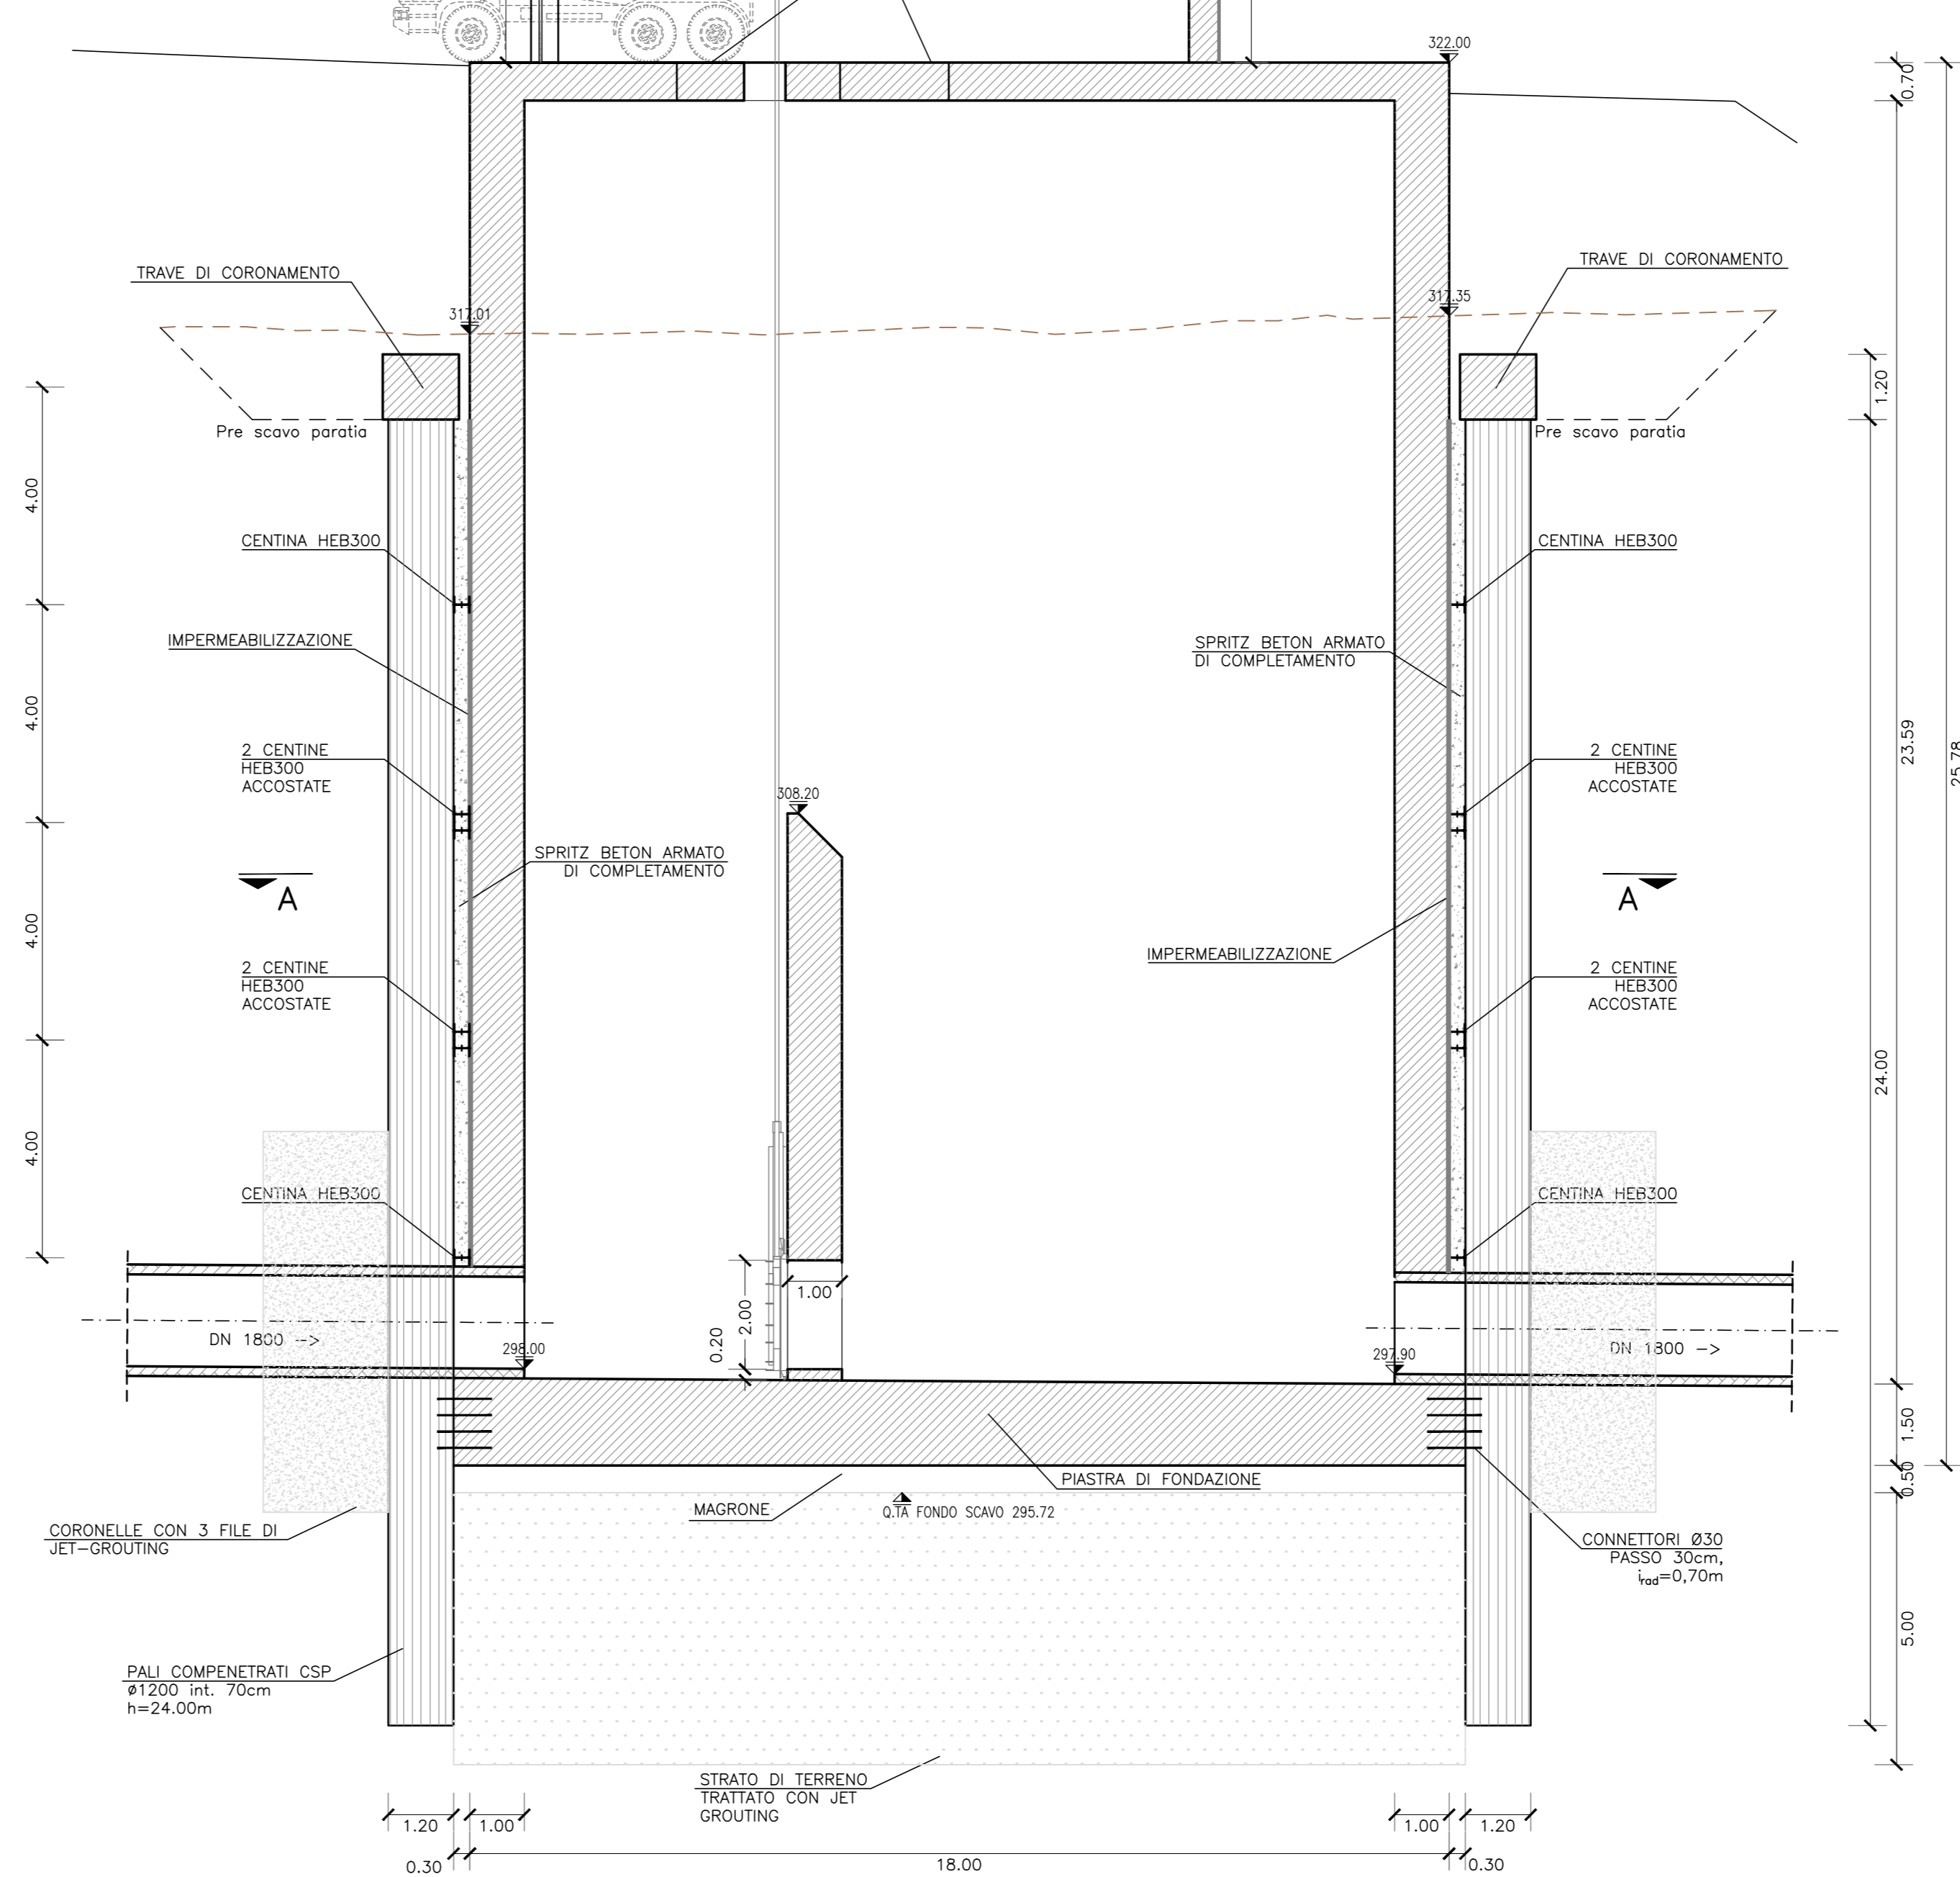 322.00
0.70
TRAVE DI CORONAMENTO
TRAVE DI CORONAMENTO
317.01
317.35
1.20
Pre scavo paratia
Pre scavo paratia
4.00
CENTINA HEB300
CENTINA HEB300
IMPERMEABILIZZAZIONE
SPRITZ BETON ARMATO
DI COMPLETAMENTO
4.00
23.59
25.78
2 CENTINE
HEB300
ACCOSTATE
2 CENTINE
HEB300
ACCOSTATE
308.20
SPRITZ BETON ARMATO
DI COMPLETAMENTO
A
A
4.00
IMPERMEABILIZZAZIONE
2 CENTINE
HEB300
ACCOSTATE
2 CENTINE
HEB300
ACCOSTATE
24.00
4.00
CENTINA HEB300
CENTINA HEB300
1.00
2.00
0.20
DN 1800 ->
298.00
297.90
DN 1800 ->
1.50
0.50
PIASTRA DI FONDAZIONE
MAGRONE
Q.TA FONDO SCAVO 295.72
CORONELLE CON 3 FILE DI
JET-GROUTING
CONNETTORI Ø30
PASSO 30cm,
irad=0,70m
5.00
PALI COMPENETRATI CSP
Ø1200 int. 70cm
h=24.00m
STRATO DI TERRENO
TRATTATO CON JET
GROUTING
1.20
1.00
1.00
1.20
0.30
18.00
0.30